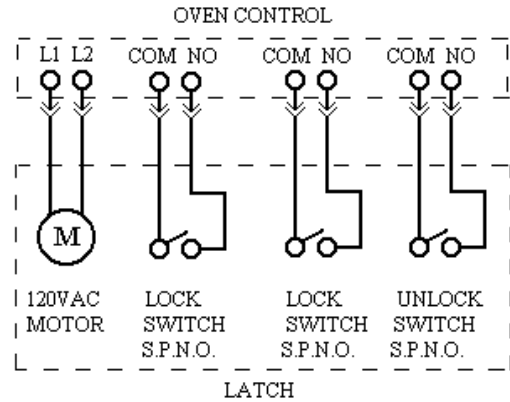 OVEN CONTROL
L1 L2 COM NO COM NO COM NO
M
120VAC LOCK LOCK UNLOCK
MOTOR SWITCH SWITCH SWITCH
S.P.N.O. S.P.N.O. S.P.N.O.
LATCH